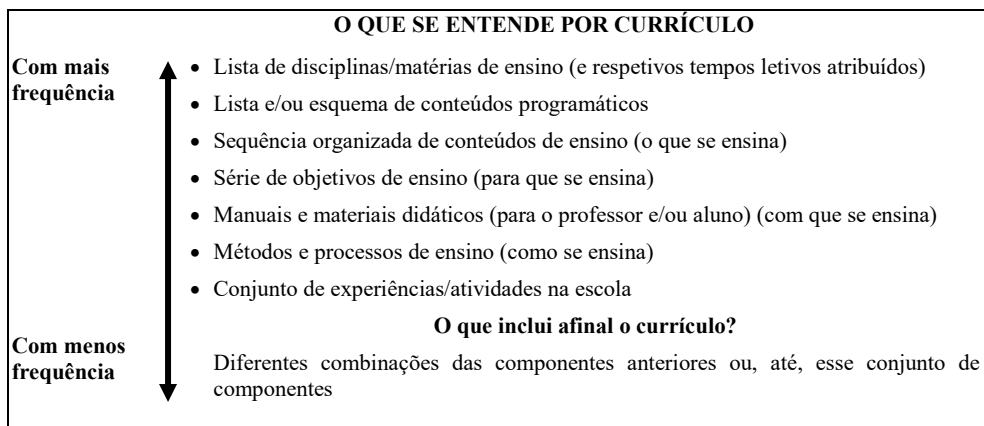 O QUE SE ENTENDE POR CURRÍCULO
Com mais
frequência
• Lista de disciplinas/matérias de ensino (e respetivos tempos letivos atribuídos)
• Lista e/ou esquema de conteúdos programáticos
• Sequência organizada de conteúdos de ensino (o que se ensina)
• Série de objetivos de ensino (para que se ensina)
• Manuais e materiais didáticos (para o professor e/ou aluno) (com que se ensina)
• Métodos e processos de ensino (como se ensina)
• Conjunto de experiências/atividades na escola
O que inclui afinal o currículo?
Com menos
frequência
Diferentes combinações das componentes anteriores ou, até, esse conjunto de
componentes